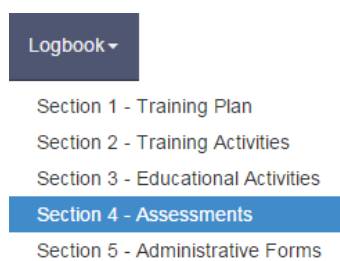 Logbook
Section 1 - Training Plan
Section 2 - Training Activities
Section 3 - Educational Activities
Section 4 - Assessments
Section 5 - Administrative Forms